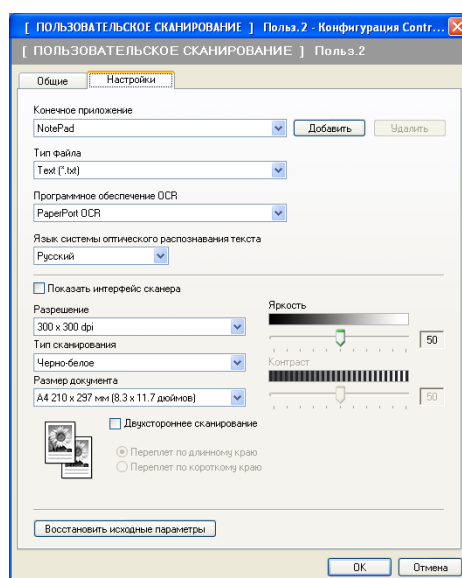 [ ПОЛЬЗОВАТЕЛЬСКОЕ СКАНИРОВАНИЕ ] Польз.2 - Конфигурация Contr...
[ ПОЛЬЗОВАТЕЛЬСКОЕ СКАНИРОВАНИЕ ] Польз.2
Общие Настройки
Конечное приложение
NotePad Добавить Удалить
Тип файла
Text (*.txt)
Программное обеспечение OCR
PaperPort OCR
Язык системы оптического распознавания текста
Русский
Показать интерфейс сканера
Разрешение Яркость
300 x 300 dpi 50
Тип сканирования Контраст
Черно-белое
Размер документа
A4 210 x 297 мм (8.3 x 11.7 дюймов) 50
Двухстороннее сканирование
Переплет по длинному краю
Переплет по короткому краю
Восстановить исходные параметры
OK Отмена